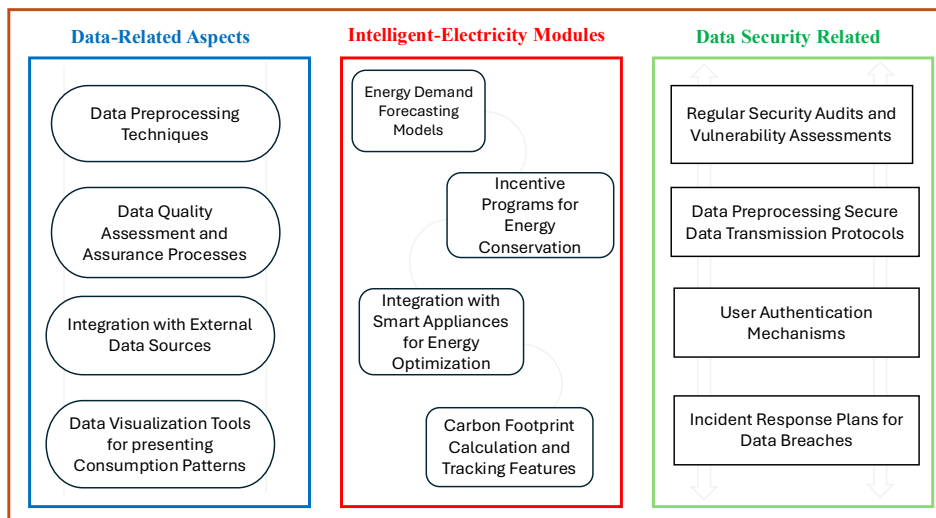 Data-Related Aspects
Data Preprocessing
Techniques
Data Quality
Assessment and
Assurance Processes
Integration with External
Data Sources
Data Visualization Tools
for presenting
Consumption Patterns
Intelligent-Electricity Modules
Energy Demand
Forecasting
Models
Incentive
Programs for
Energy
Conservation
Integration with
Smart Appliances
for Energy
Optimization
Carbon Footprint
Calculation and
Tracking Features
Data Security Related
Regular Security Audits and
Vulnerability Assessments
Data Preprocessing Secure
Data Transmission Protocols
User Authentication
Mechanisms
Incident Response Plans for
Data Breaches